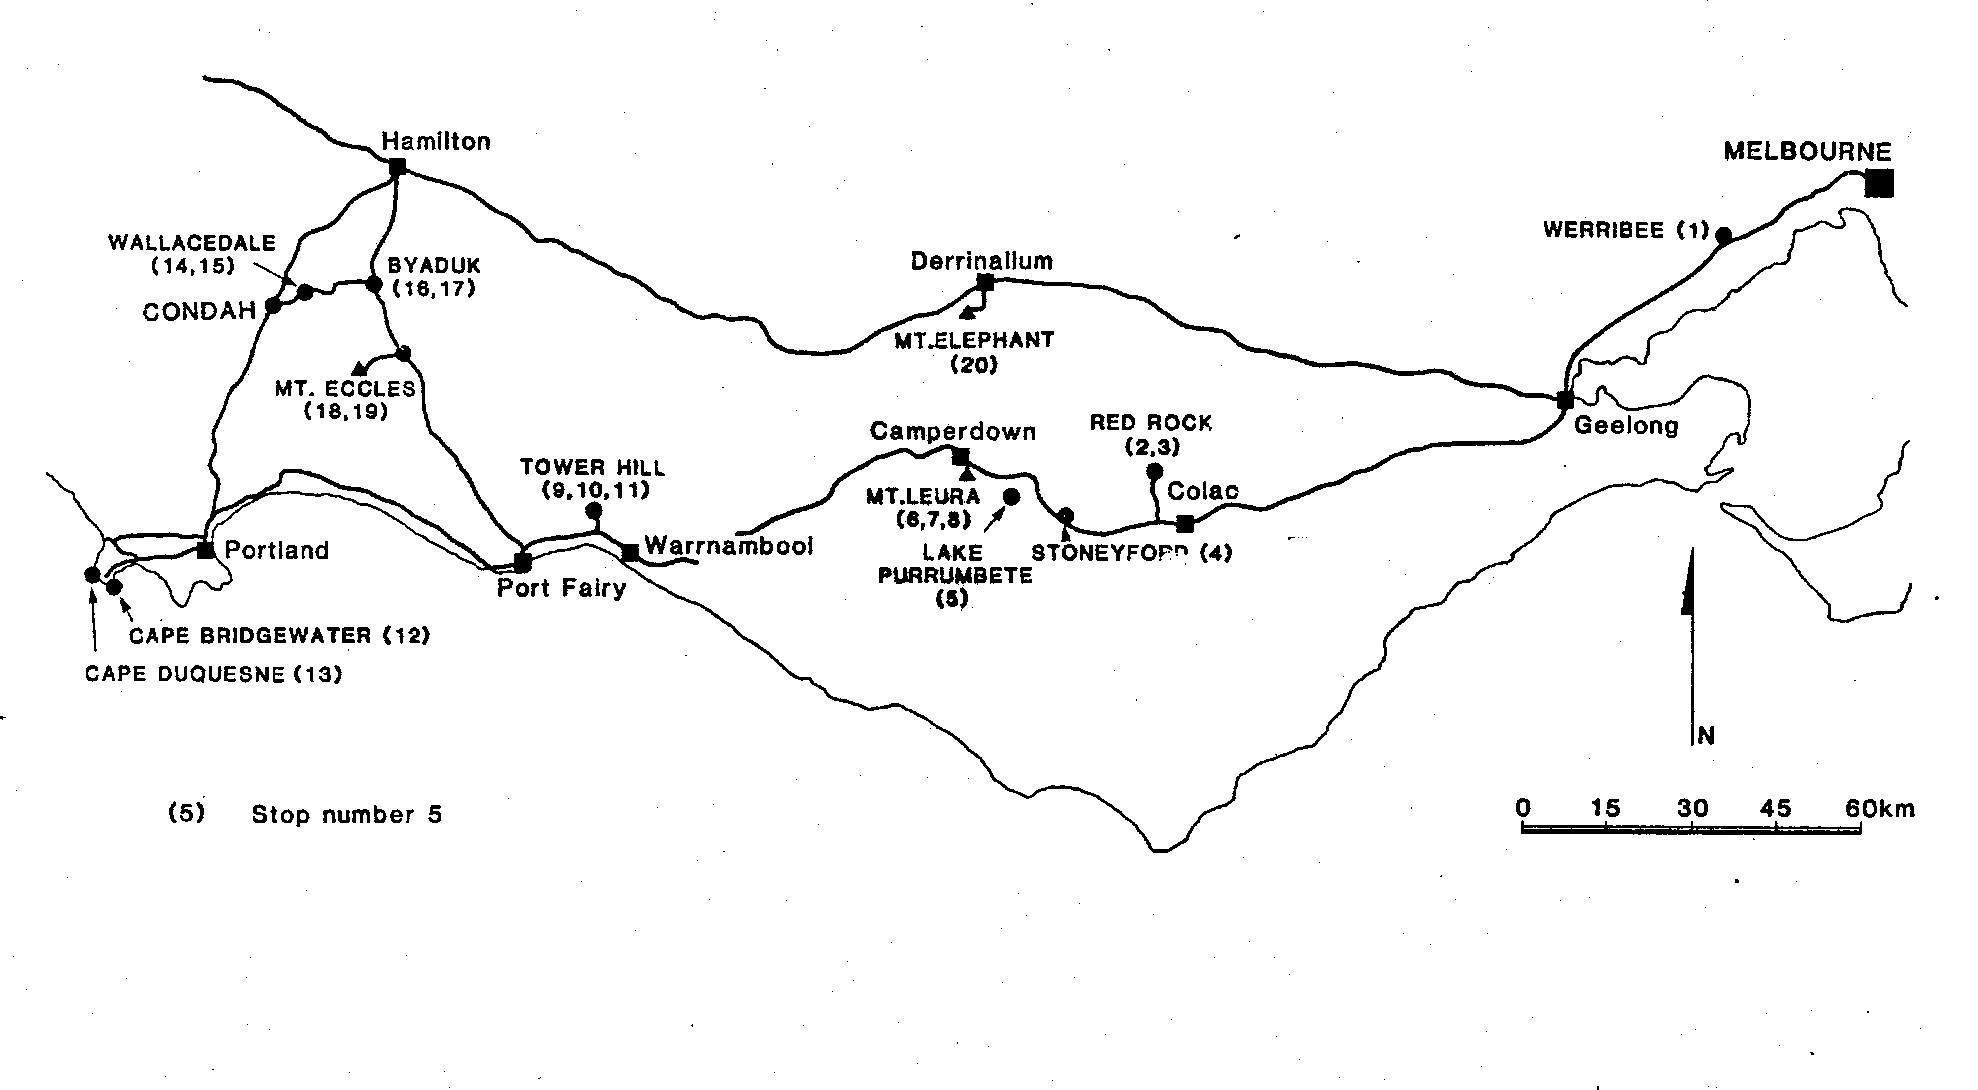 Hamilton
MELBOURNE
WERRIBEE (1)
WALLACEDALE
(14,15)
BYADUK
(16,17)
CONDAH
Derrinallum
MT.ELEPHANT
(20)
MT. ECCLES
(18,19)
Geelong
Camperdown
RED ROCK
(2,3)
TOWER HILL
(9,10,11)
MT.LEURA
(6,7,8)
Colac
Portland
Warrnambool
LAKE
PURRUMBETE
(5)
STONEYFORD (4)
Port Fairy
CAPE BRIDGEWATER (12)
CAPE DUQUESNE (13)
N
(5) Stop number 5
0 15 30 45 60km